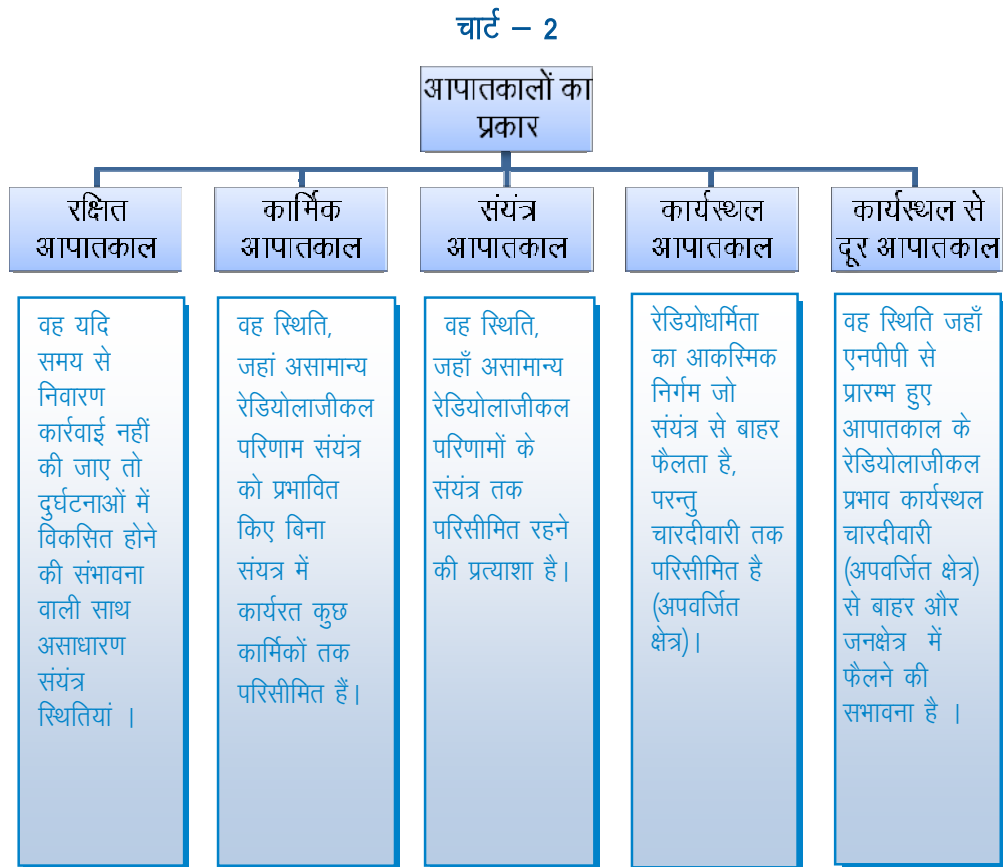 चार्ट – 2
आपातकालों का
प्रकार
रक्षित
आपातकाल
कार्मिक
आपातकाल
संयंत्र
आपातकाल
कार्यस्थल
आपातकाल
कार्यस्थल से
दूर आपातकाल
वह यदि
समय से
निवारण
कार्रवाई नहीं
की जाए तो
दुर्घटनाओं में
विकसित होने
की संभावना
वाली साथ
असाधारण
संयंत्र
स्थितियां ।
वह स्थिति,
जहां असामान्य
रेडियोलाजीकल
परिणाम संयंत्र
को प्रभावित
किए बिना
संयत्र में
कार्यरत कुछ
कार्मिकों तक
परिसीमित हैं।
वह स्थिति,
जहाँ असामान्य
रेडियोलाजीकल
परिणामों के
संयंत्र तक
परिसीमित रहने
की प्रत्याशा है।
रेडियोधर्मिता
का आकस्मिक
निर्गम जो
संयंत्र से बाहर
फैलता है,
परन्तु
चारदीवारी तक
परिसीमित है
(अपवर्जित
क्षेत्र)।
वह स्थिति जहाँ
एनपीपी से
प्रारम्भ हुए
आपातकाल के
रेडियोलाजीकल
प्रभाव कार्यस्थल
चारदीवारी
(अपवर्जित क्षेत्र)
से बाहर और
जनक्षेत्र में
फैलने की
सभावना है ।